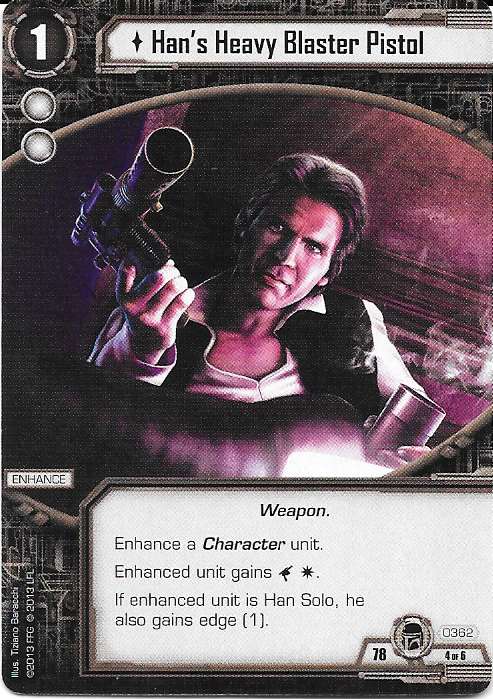 1
Han's Heavy Blaster Pistol
ENHANCE
Weapon.
Enhance a Character unit.
Enhanced unit gains
If enhanced unit is Han Solo, he
also gains edge (1).
0362
78
4 of 6
Illus. Tiziano Baracchi
©2013 FFG © 2013 LFL